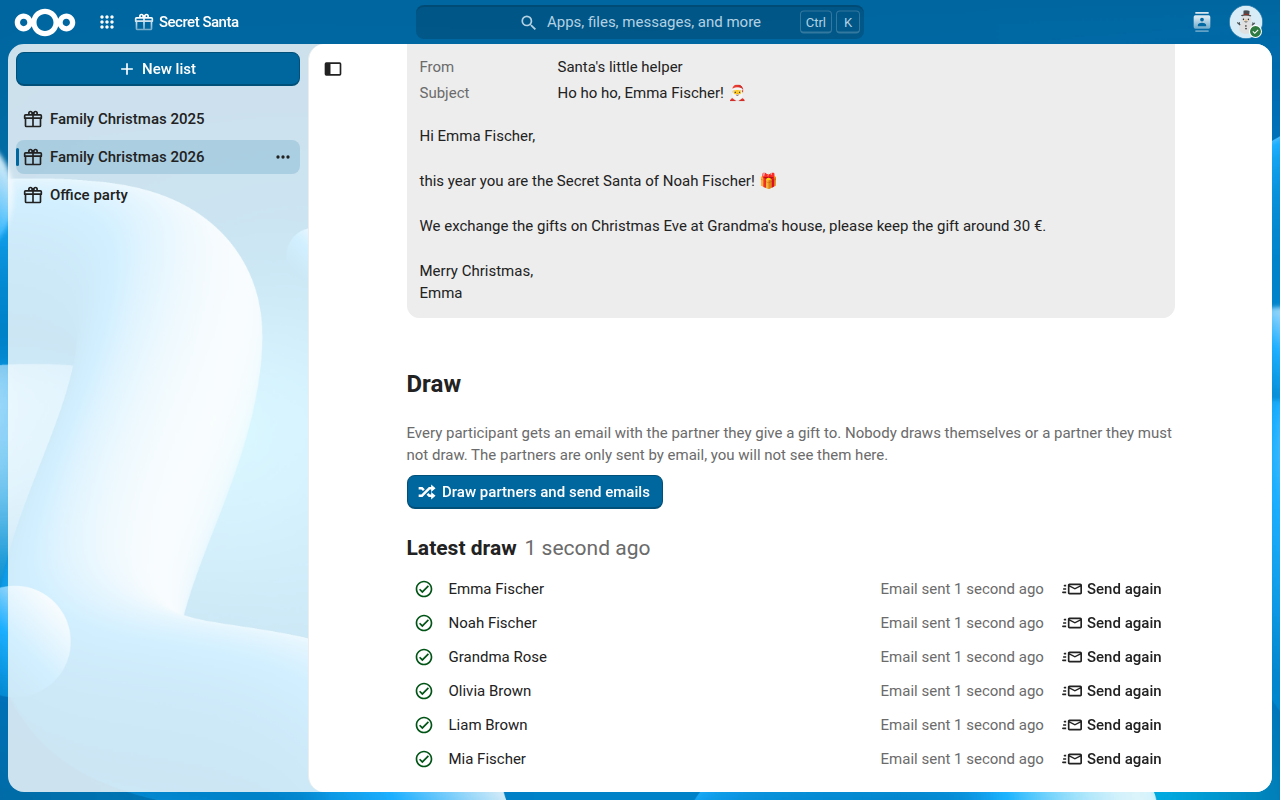 Secret Santa
Apps, files, messages, and more
Ctrl
K
New list
Family Christmas 2025
Family Christmas 2026
Office party
From Santa's little helper
Subject Ho ho ho, Emma Fischer! 🎅
Hi Emma Fischer,
this year you are the Secret Santa of Noah Fischer! 🎁
We exchange the gifts on Christmas Eve at Grandma's house, please keep the gift around 30 €.
Merry Christmas,
Emma
Draw
Every participant gets an email with the partner they give a gift to. Nobody draws themselves or a partner they must
not draw. The partners are only sent by email, you will not see them here.
Draw partners and send emails
Latest draw 1 second ago
Emma Fischer Email sent 1 second ago Send again
Noah Fischer Email sent 1 second ago Send again
Grandma Rose Email sent 1 second ago Send again
Olivia Brown Email sent 1 second ago Send again
Liam Brown Email sent 1 second ago Send again
Mia Fischer Email sent 1 second ago Send again